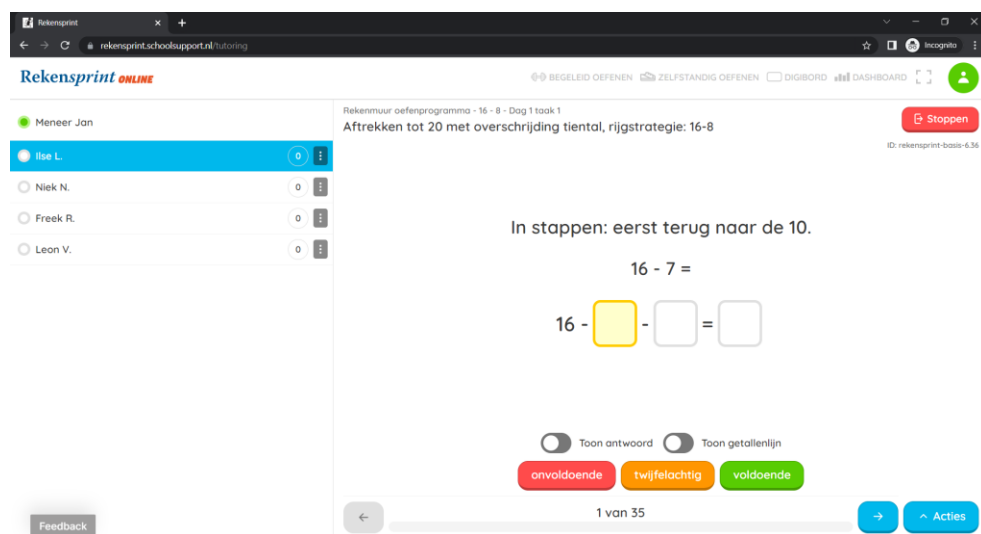 Rekensprint
rekensprint.schoolsupport.nl/tutoring
Incognito
Rekensprint ONLINE
BEGELEID OEFENEN ZELFSTANDIG OEFENEN DIGIBORD DASHBOARD
Meneer Jan
Ilse L. 0
Niek N. 0
Freek R. 0
Leon V. 0
Feedback
Rekenmuur oefenprogramma - 16 - 8 - Dag 1 taak 1
Aftrekken tot 20 met overschrijding tiental, rijgstrategie: 16-8
Stoppen
ID: rekensprint-basis-6.36
In stappen: eerst terug naar de 10.
16 - 7 =
16 - - =
Toon antwoord Toon getallenlijn
onvoldoende twijfelachtig voldoende
1 van 35
Acties